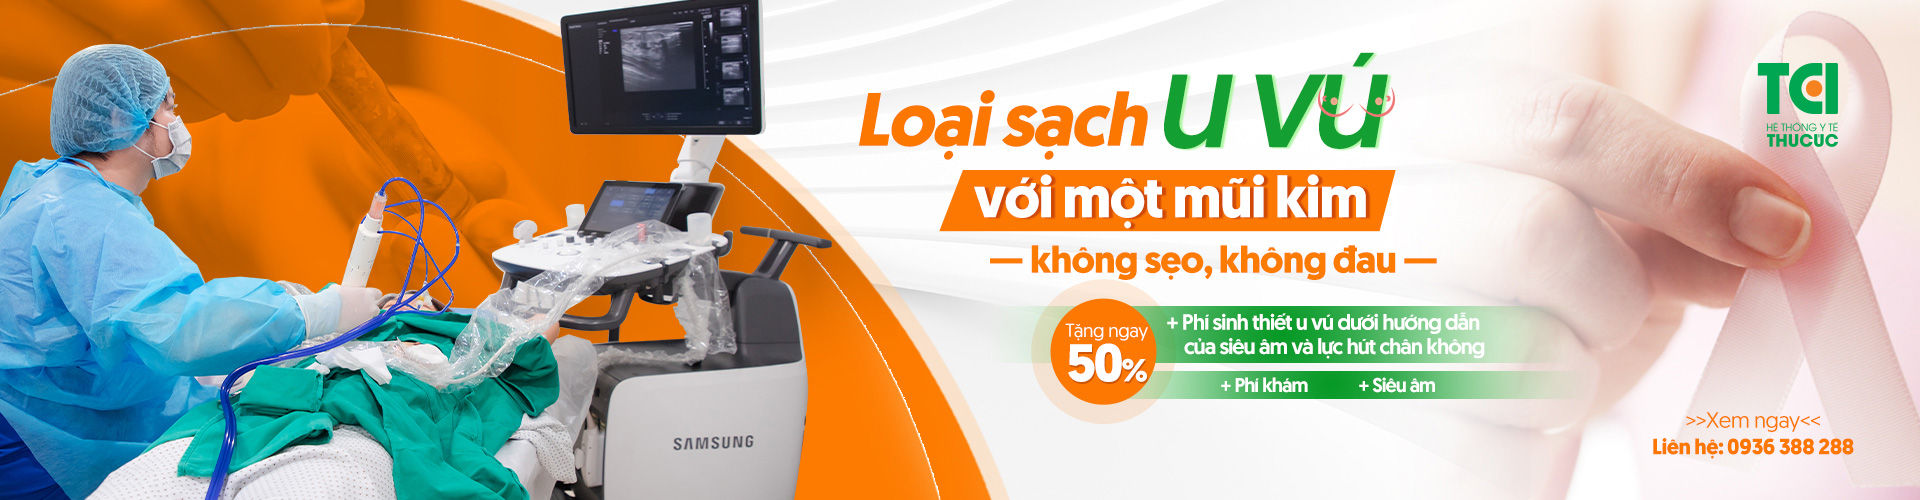 Loại sạch u vú
với một mũi kim
— không sẹo, không đau —
Tặng ngay
50%
+ Phí sinh thiết u vú dưới hướng dẫn
của siêu âm và lực hút chân không
+ Phí khám + Siêu âm
TCI
HỆ THỐNG Y TẾ
THUCUC
>>Xem ngay<<
Liên hệ: 0936 388 288
SAMSUNG